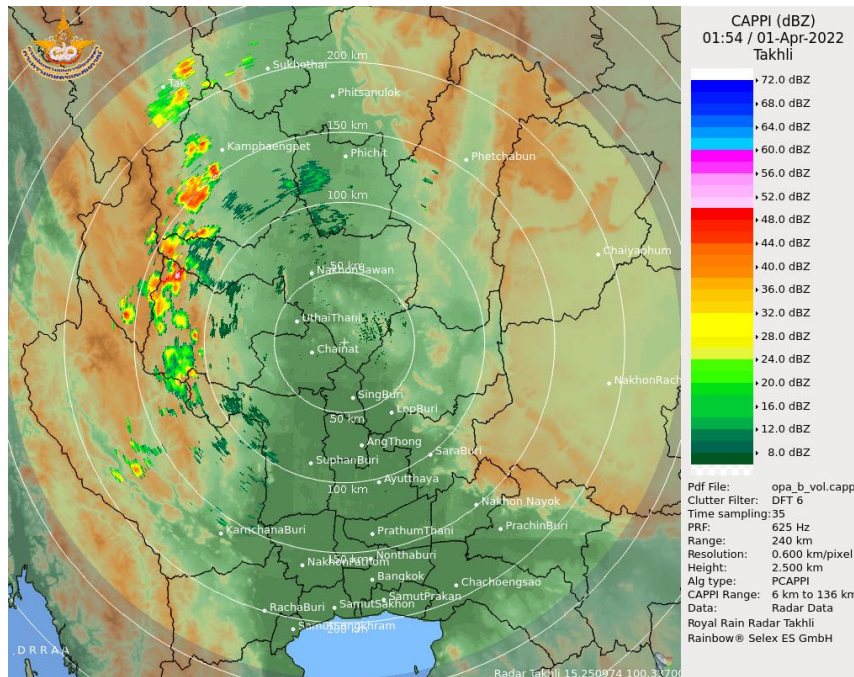 CAPPI (dBZ)
01:54 / 01-Apr-2022
Takhli
72.0 dBZ
68.0 dBZ
64.0 dBZ
60.0 dBZ
56.0 dBZ
52.0 dBZ
48.0 dBZ
44.0 dBZ
40.0 dBZ
36.0 dBZ
32.0 dBZ
28.0 dBZ
24.0 dBZ
20.0 dBZ
16.0 dBZ
12.0 dBZ
8.0 dBZ
Pdf File: opa_b_vol.capp
Clutter Filter: DFT 6
Time sampling:35
PRF: 625 Hz
Range: 240 km
Resolution: 0.600 km/pixel
Height: 2.500 km
Alg type: PCAPPI
CAPPI Range: 6 km to 136 km
Data: Radar Data
Royal Rain Radar Takhli
Rainbow® Selex ES GmbH
200 km
Sukhothai
Tak
Phitsanulok
150 km
Kamphaengpet
Phichit
Phetchabun
100 km
Chaiyaphum
50 km
NakhonSawan
UthaiThani
Chainat
NakhonRach
SingBuri
LopBuri
50 km
AngThong
SaraBuri
SuphanBuri
Ayutthaya
100 km
Nakhon Nayok
KarnchanaBuri
PrathumThani
PrachinBuri
150 km
Nonthaburi
NakhonPathom
Bangkok
Chachoengsao
SamutPrakan
RachaBuri
SamutSakhon
200 km
SamutSongkhram
.D R R A A
Radar Takhli 15.250974 100.33700